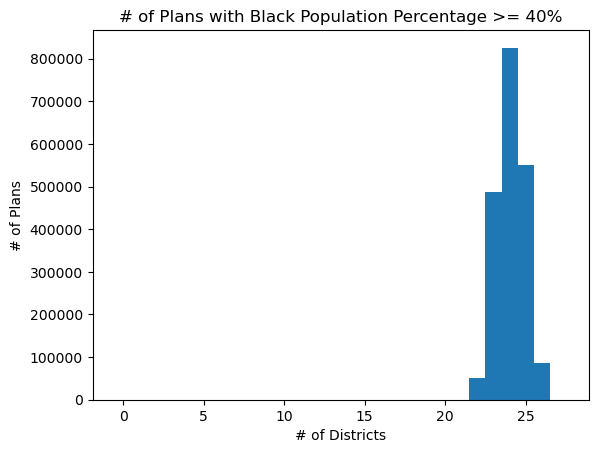 # of Plans with Black Population Percentage >= 40%
800000
700000
600000
500000
400000
300000
200000
100000
0
# of Plans
0 5 10 15 20 25
# of Districts